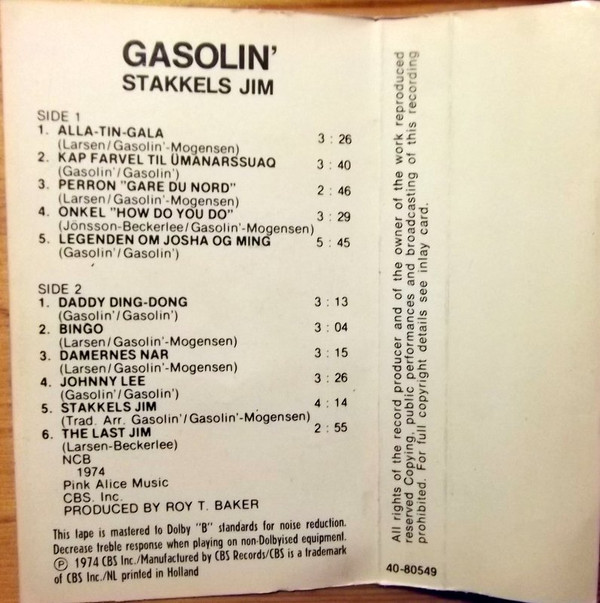 GASOLIN'
STAKKELS JIM
SIDE 1
1. ALLA-TIN-GALA 3 : 26
(Larsen/Gasolin'-Mogensen)
2. KAP FARVEL TIL ÜMANARSSUAQ 3 : 40
(Gasolin'/Gasolin')
3. PERRON "GARE DU NORD" 2 : 46
(Larsen/Gasolin'-Mogensen)
4. ONKEL "HOW DO YOU DO" 3 : 29
(Jönsson-Beckerlee/Gasolin'-Mogensen)
5. LEGENDEN OM JOSHA OG MING 5 : 45
(Gasolin'/Gasolin')
SIDE 2
1. DADDY DING-DONG 3 : 13
(Gasolin'/Gasolin')
2. BINGO 3 : 04
(Larsen/Gasolin'-Mogensen)
3. DAMERNES NAR 3 : 15
(Larsen/Gasolin'-Mogensen)
4. JOHNNY LEE 3 : 26
(Gasolin'/Gasolin')
5. STAKKELS JIM 4 : 14
(Trad. Arr. Gasolin'/Gasolin'-Mogensen)
6. THE LAST JIM 2 : 55
(Larsen-Beckerlee)
NCB
1974
Pink Alice Music
CBS. Inc.
PRODUCED BY ROY T. BAKER
This tape is mastered to Dolby "B" standards for noise reduction.
Decrease treble response when playing on non-Dolbyised equipment.
Ⓟ 1974 CBS Inc./Manufactured by CBS Records/CBS is a trademark
of CBS Inc./NL printed in Holland
All rights of the record producer and of the owner of the work reproduced
reserved Copying, public performances and broadcasting of this recording
prohibited. For full copyright details see inlay card.
40-80549